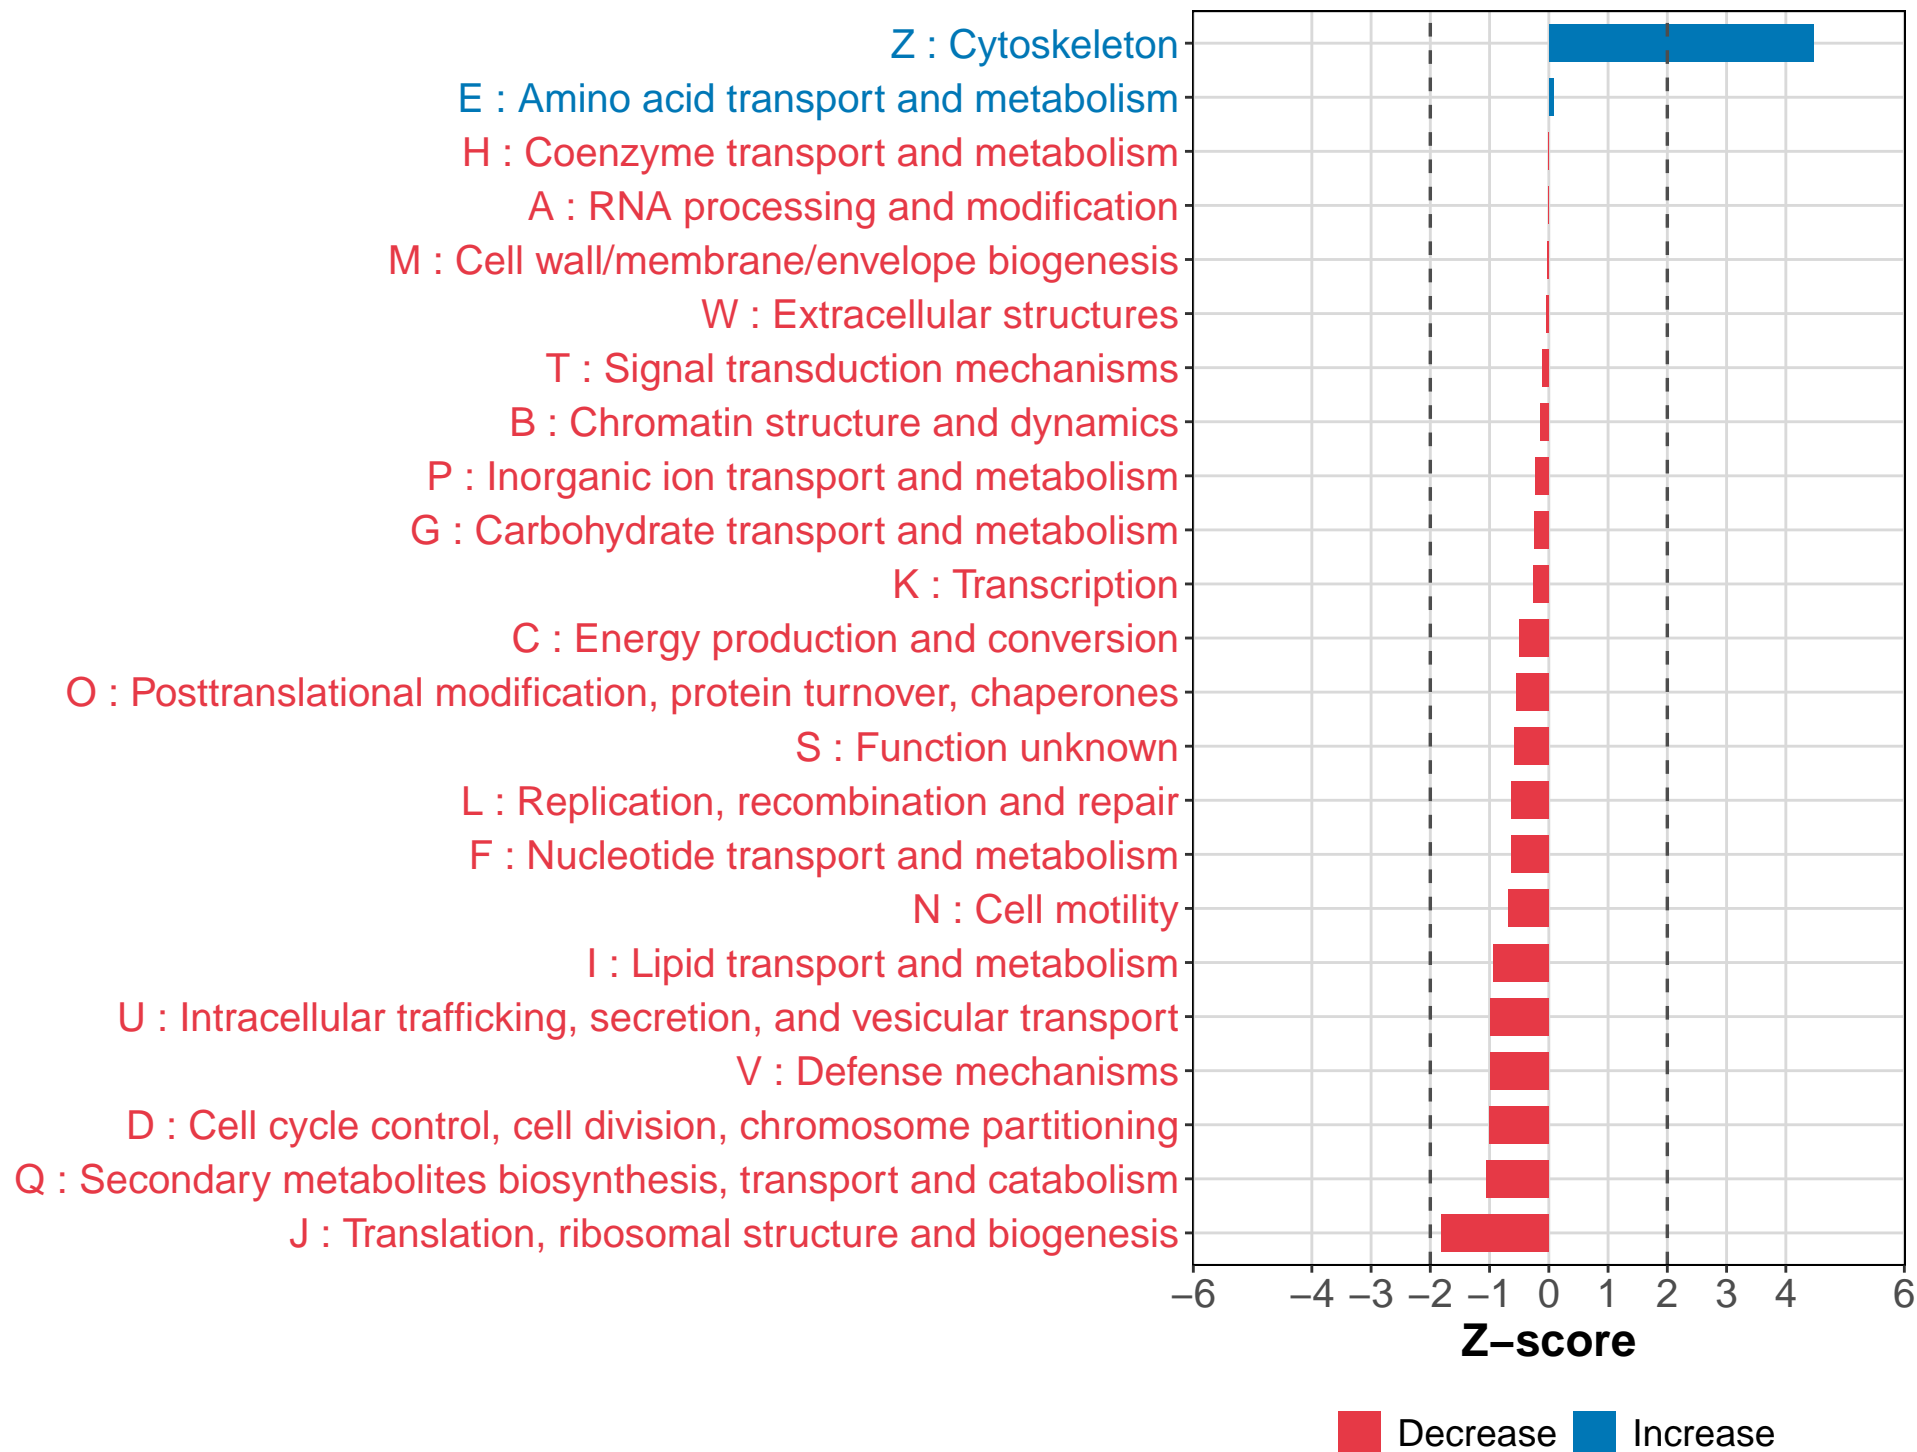 Z : Cytoskeleton
E : Amino acid transport and metabolism
H : Coenzyme transport and metabolism
A : RNA processing and modification
M : Cell wall/membrane/envelope biogenesis
W : Extracellular structures
T : Signal transduction mechanisms
B : Chromatin structure and dynamics
P : Inorganic ion transport and metabolism
G : Carbohydrate transport and metabolism
K : Transcription
C : Energy production and conversion
O : Posttranslational modification, protein turnover, chaperones
S : Function unknown
L : Replication, recombination and repair
F : Nucleotide transport and metabolism
N : Cell motility
I : Lipid transport and metabolism
U : Intracellular trafficking, secretion, and vesicular transport
V : Defense mechanisms
D : Cell cycle control, cell division, chromosome partitioning
Q : Secondary metabolites biosynthesis, transport and catabolism
J : Translation, ribosomal structure and biogenesis
−6 −4 −3 −2 −1 0 1 2 3 4 6
Z−score
Decrease Increase